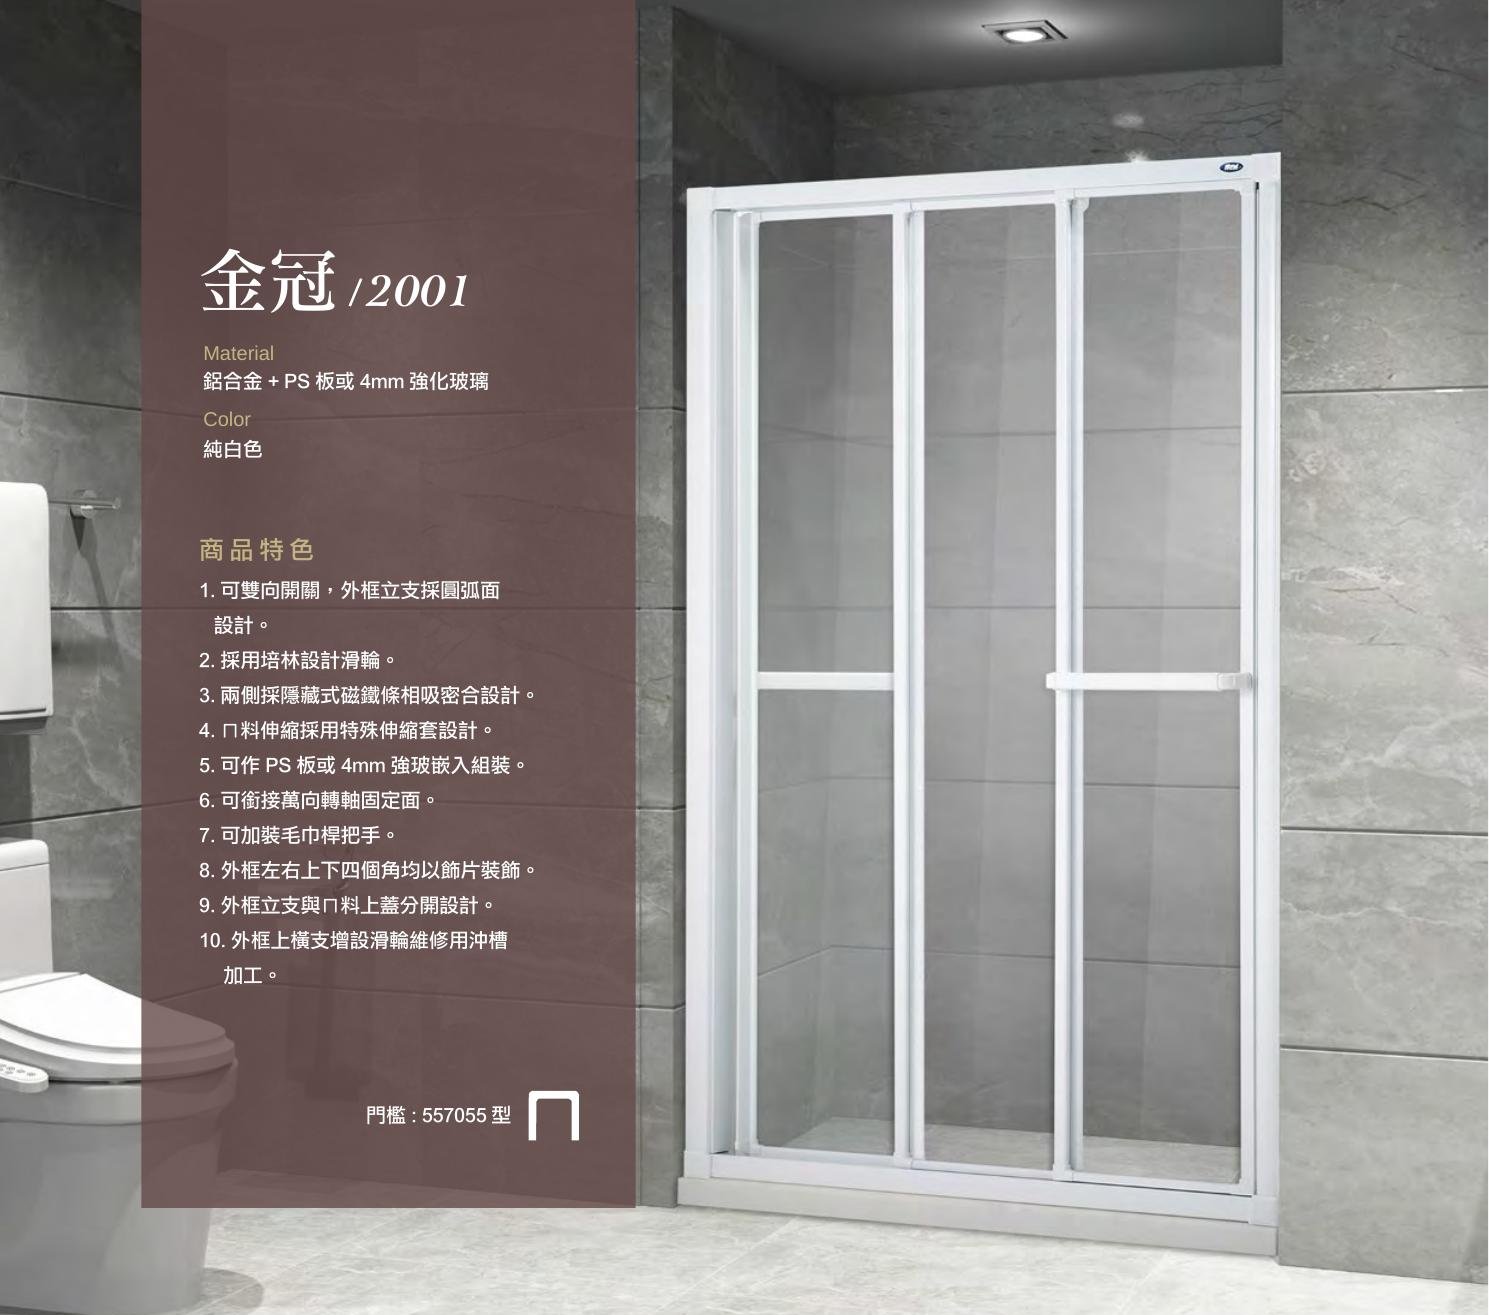 金冠 /2001
Material
鋁合金 + PS 板或 4mm 強化玻璃
Color
純白色
商品特色
1. 可雙向開關，外框立支採圓弧面
設計。
2. 採用培林設計滑輪。
3. 兩側採隱藏式磁鐵條相吸密合設計。
4. ㄇ料伸縮採用特殊伸縮套設計。
5. 可作 PS 板或 4mm 強玻嵌入組裝。
6. 可銜接萬向轉軸固定面。
7. 可加裝毛巾桿把手。
8. 外框左右上下四個角均以飾片裝飾。
9. 外框立支與ㄇ料上蓋分開設計。
10. 外框上橫支增設滑輪維修用沖槽
加工。
門檻 : 557055 型